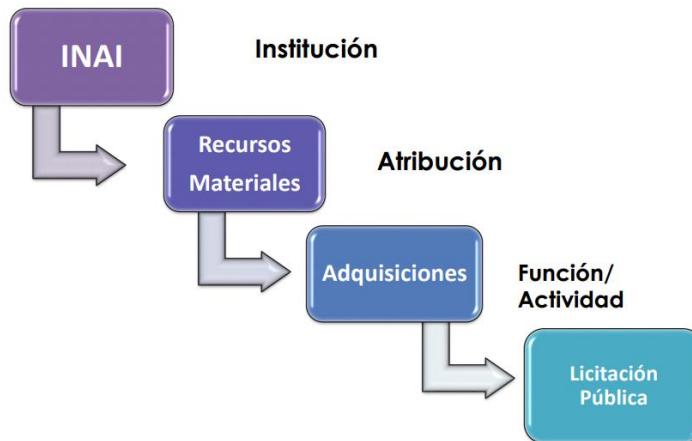 INAI
Institución
Recursos
Materiales
Atribución
Adquisiciones
Función/
Actividad
Licitación
Pública